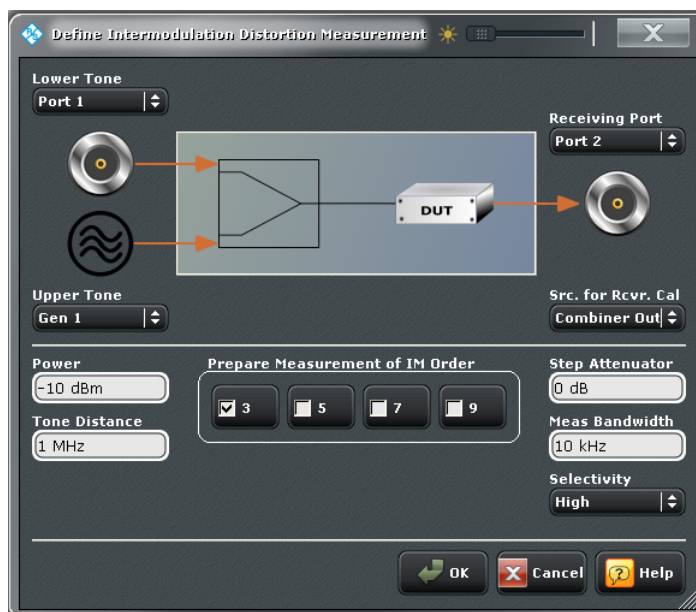 Define Intermodulation Distortion Measurement
Lower Tone
Port 1
Receiving Port
Port 2
DUT
Upper Tone
Gen 1
Src. for Rcvr. Cal
Combiner Out
Power
-10 dBm
Tone Distance
1 MHz
Prepare Measurement of IM Order
3 5 7 9
Step Attenuator
0 dB
Meas Bandwidth
10 kHz
Selectivity
High
OK Cancel Help